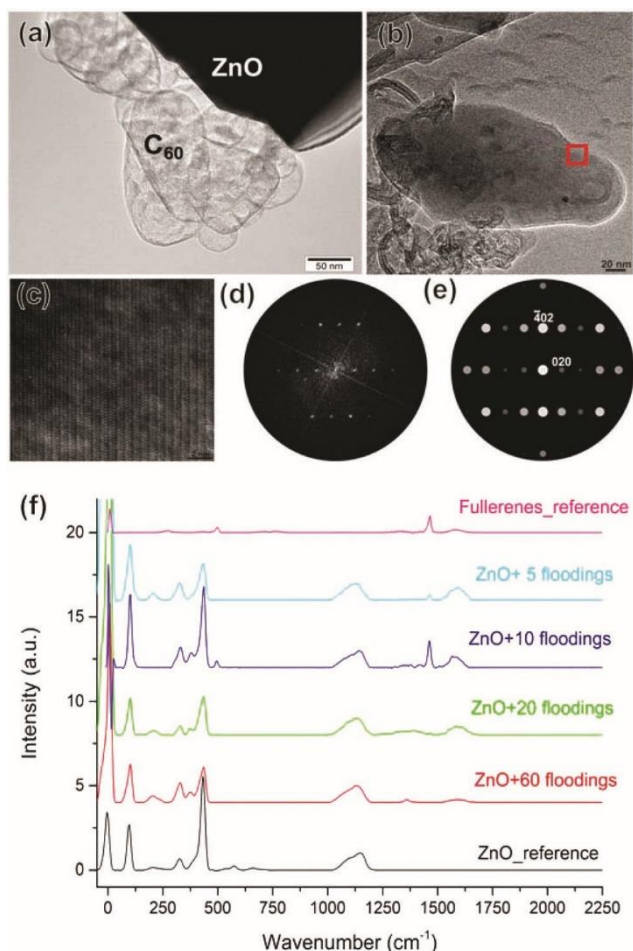 (a)
ZnO
C60
50 nm
(b)
20 nm
(c)
(d)
(e)
4̄02
020
(f)
Fullerenes_reference
ZnO+ 5 floodings
ZnO+10 floodings
ZnO+20 floodings
ZnO+60 floodings
ZnO_reference
20
15
10
5
0
Intensity (a.u.)
0 250 500 750 1000 1250 1500 1750 2000 2250
Wavenumber (cm⁻¹)